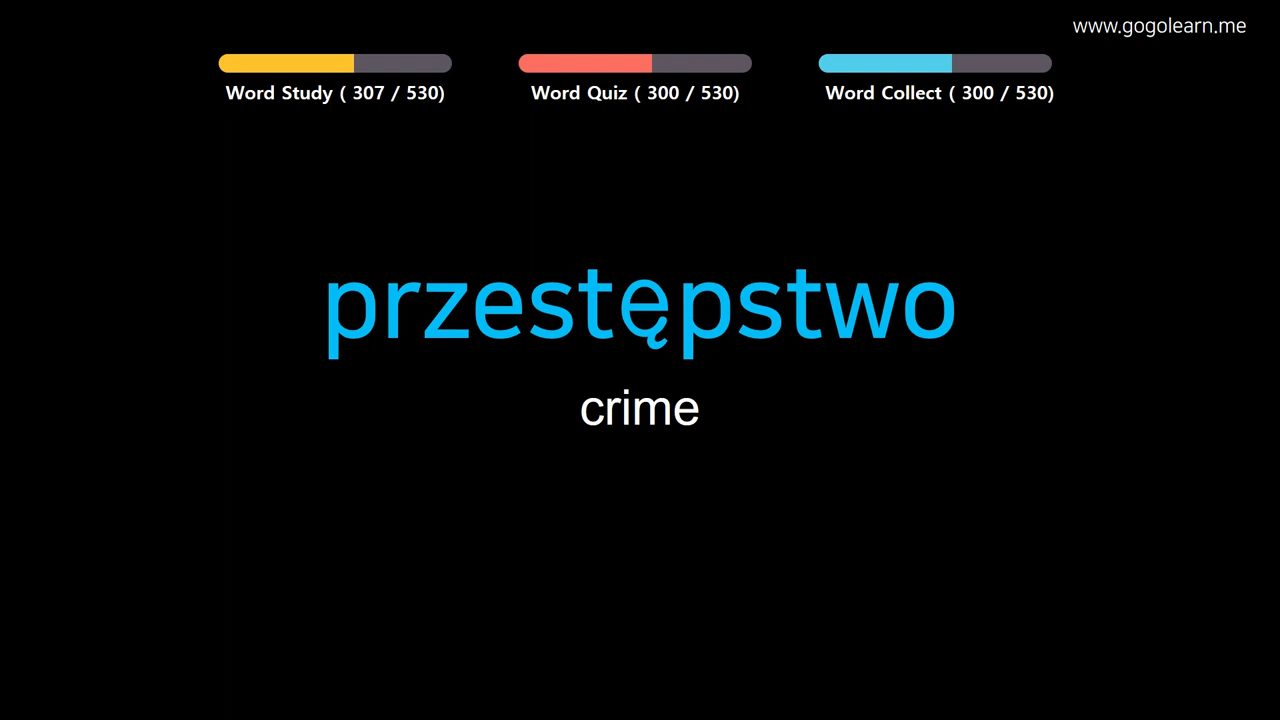 www.gogolearn.me
Word Study ( 307 / 530) Word Quiz ( 300 / 530) Word Collect ( 300 / 530)
przestępstwo
crime